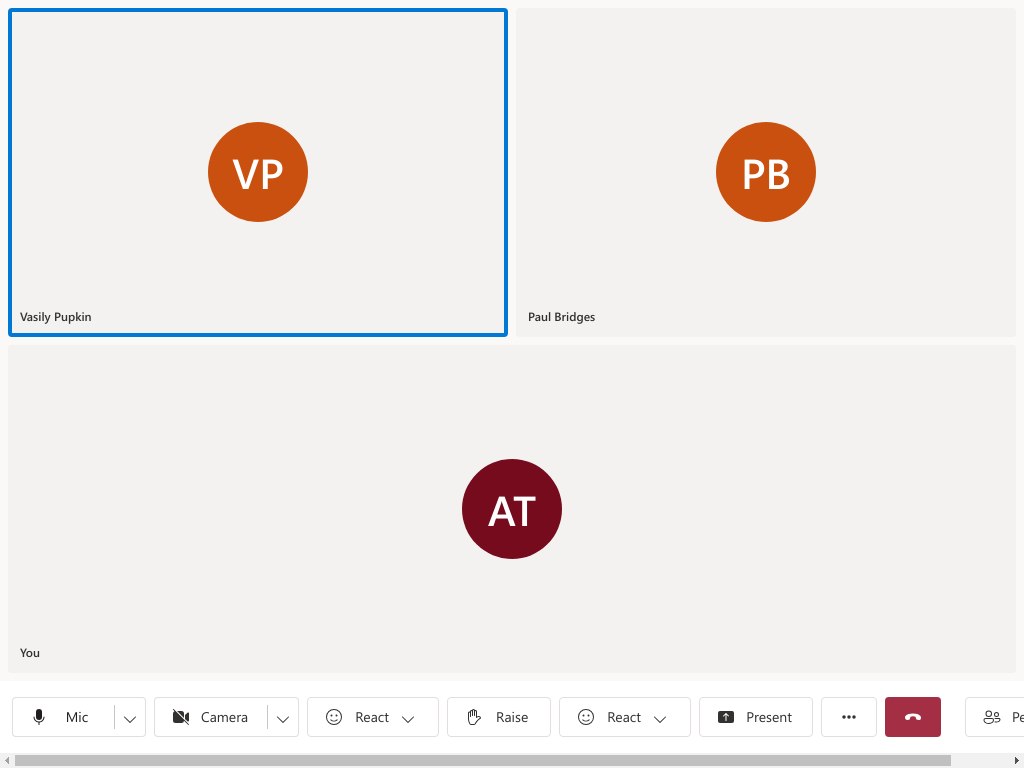 VP
Vasily Pupkin
PB
Paul Bridges
AT
You
Mic
Camera
React
Raise
React
Present
Pe